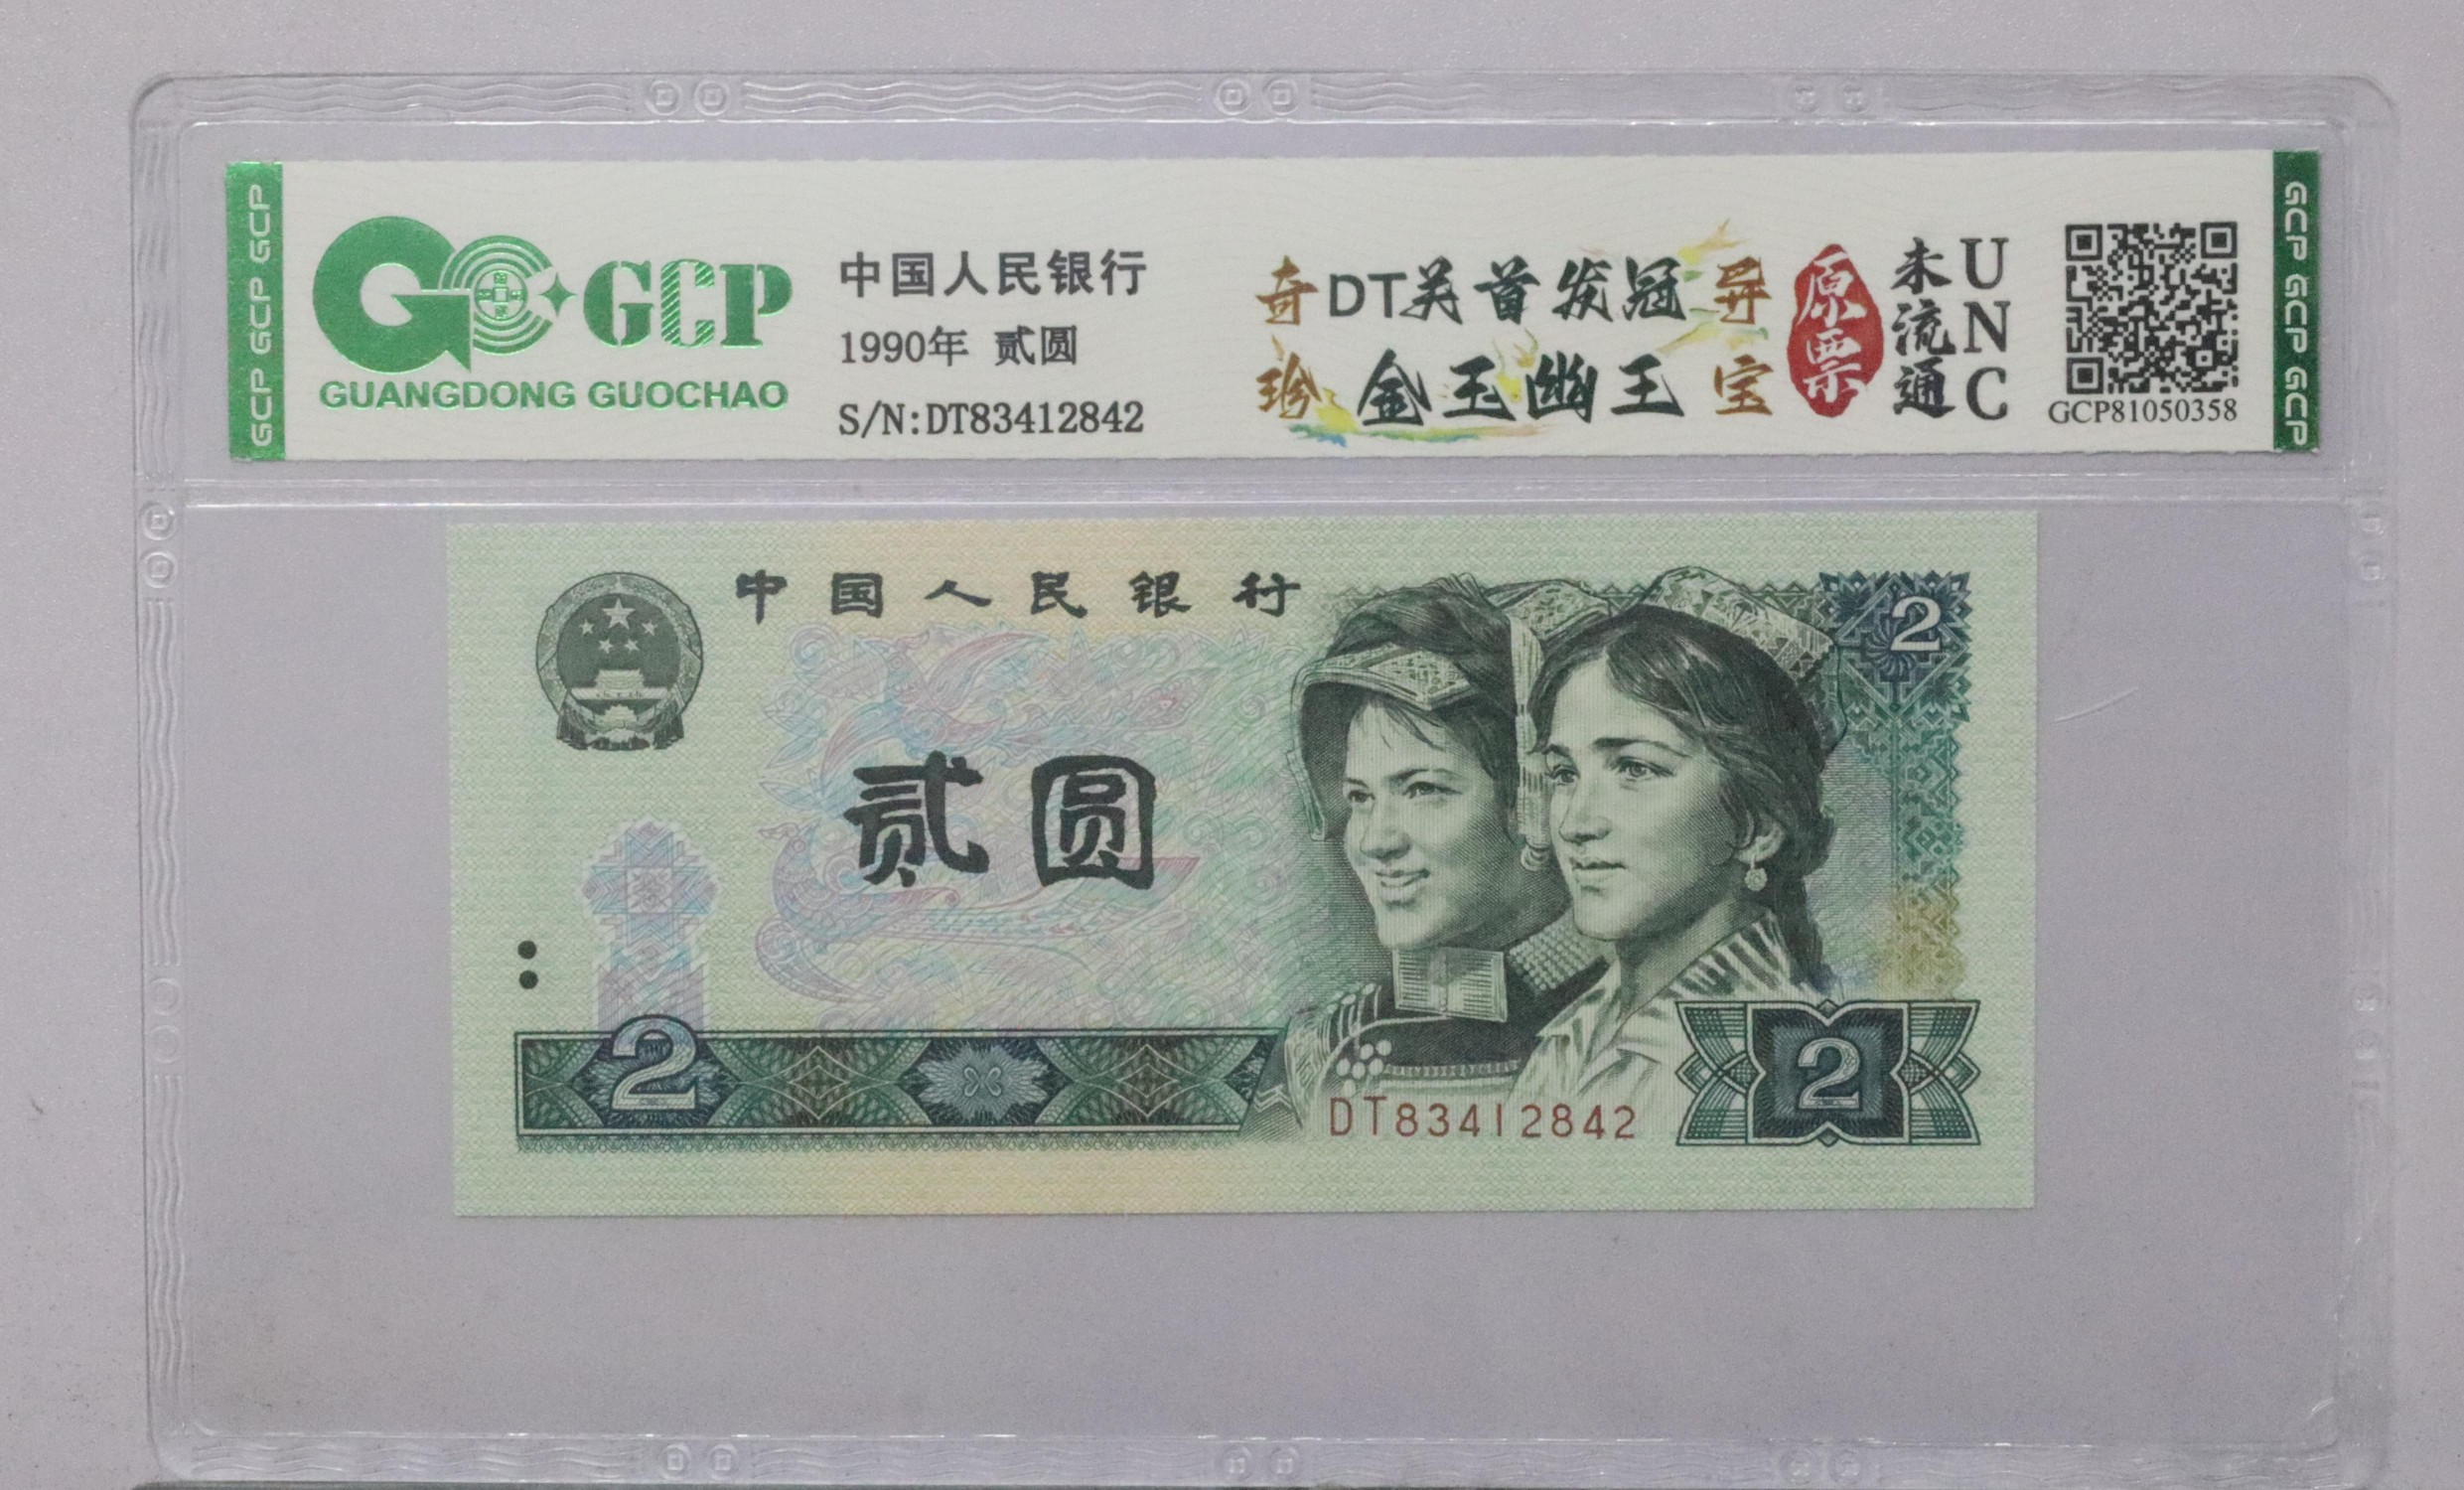 GCP GCP GCP
GCP
GUANGDONG GUOCHAO
中国人民银行
1990年 贰圆
S/N:DT83412842
奇珍
DT美首发冠
金玉幽王
异宝
原票
未流通
UNC
GCP81050358
GCP GCP GCP
中国人民银行
2
贰圆
2
2
DT83412842